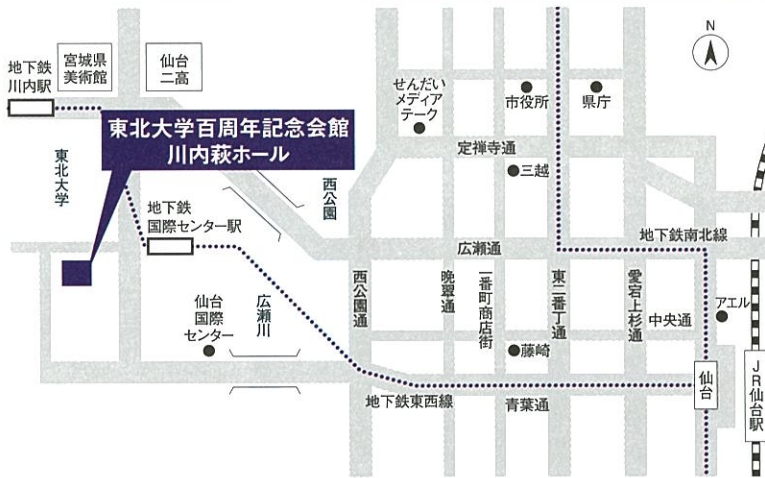 N
宮城県
美術館
仙台
二高
地下鉄
川内駅
せんだい
メディア
テーク
市役所
県庁
東北大学百周年記念会館
川内萩ホール
定禅寺通
三越
東北大学
西公園
地下鉄
国際センター駅
広瀬通
地下鉄南北線
西公園通
晩翠通
一番町商店街
東二番丁通
愛宕上杉通
仙台
国際
センター
広瀬川
中央通
アエル
藤崎
仙台
JR仙台駅
地下鉄東西線
青葉通